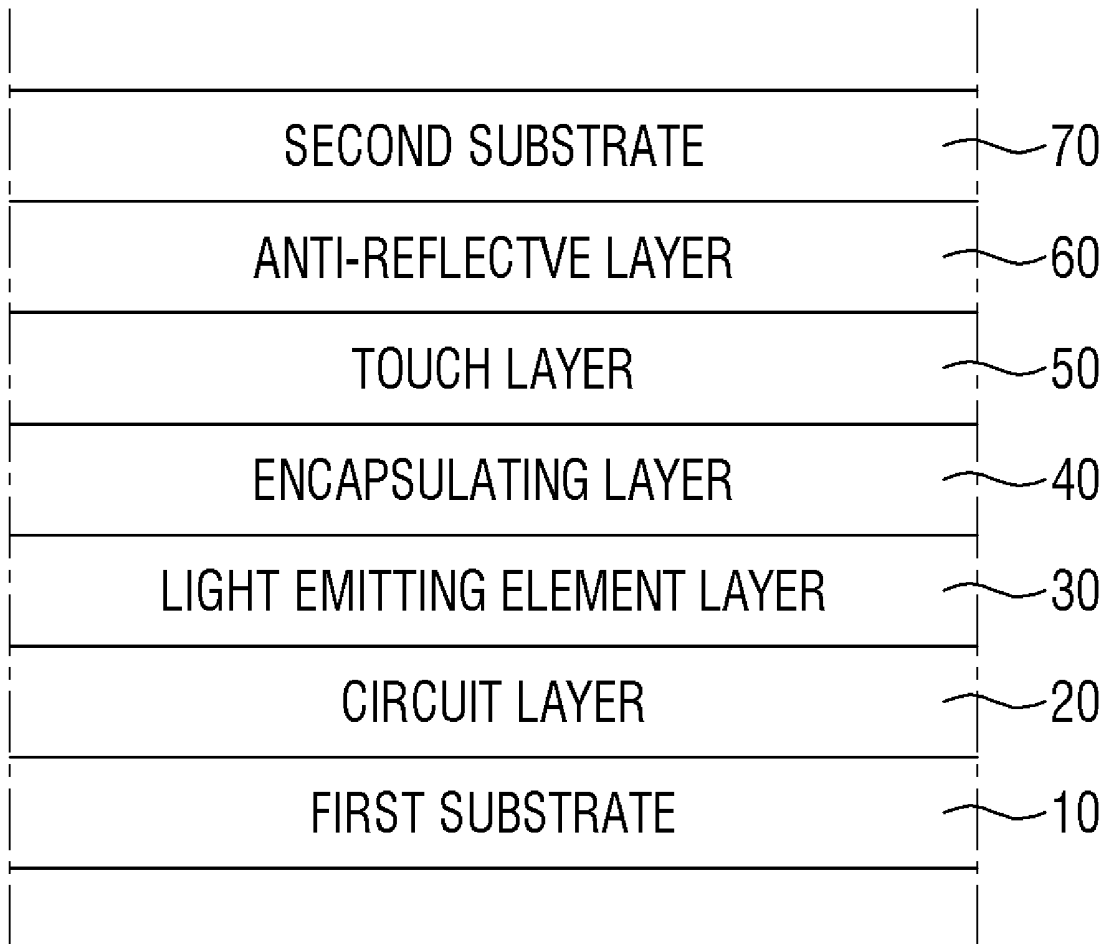 SECOND SUBSTRATE 70
ANTI-REFLECTVE LAYER 60
TOUCH LAYER 50
ENCAPSULATING LAYER 40
LIGHT EMITTING ELEMENT LAYER 30
CIRCUIT LAYER 20
FIRST SUBSTRATE 10